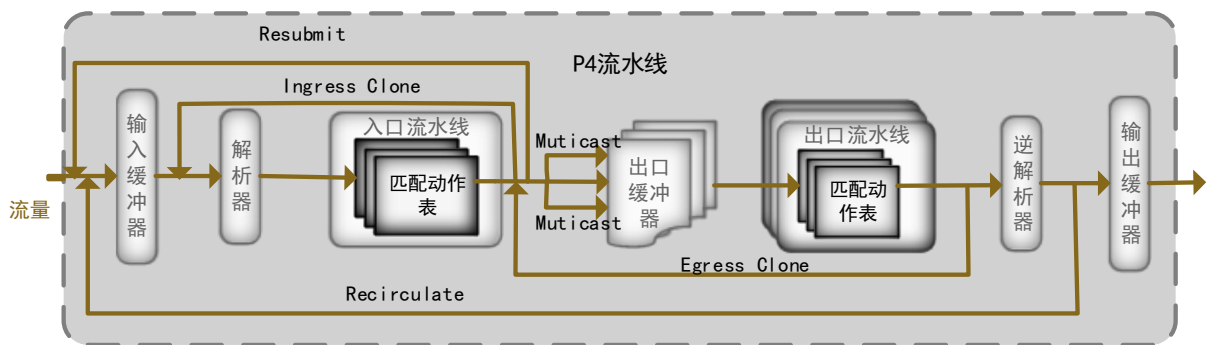 Resubmit
P4流水线
Ingress Clone
输入缓冲器
解析器
入口流水线
匹配动作
表
Muticast
Muticast
出口
缓冲
器
出口流水线
匹配动
作表
逆解析器
输出缓冲器
流量
Egress Clone
Recirculate